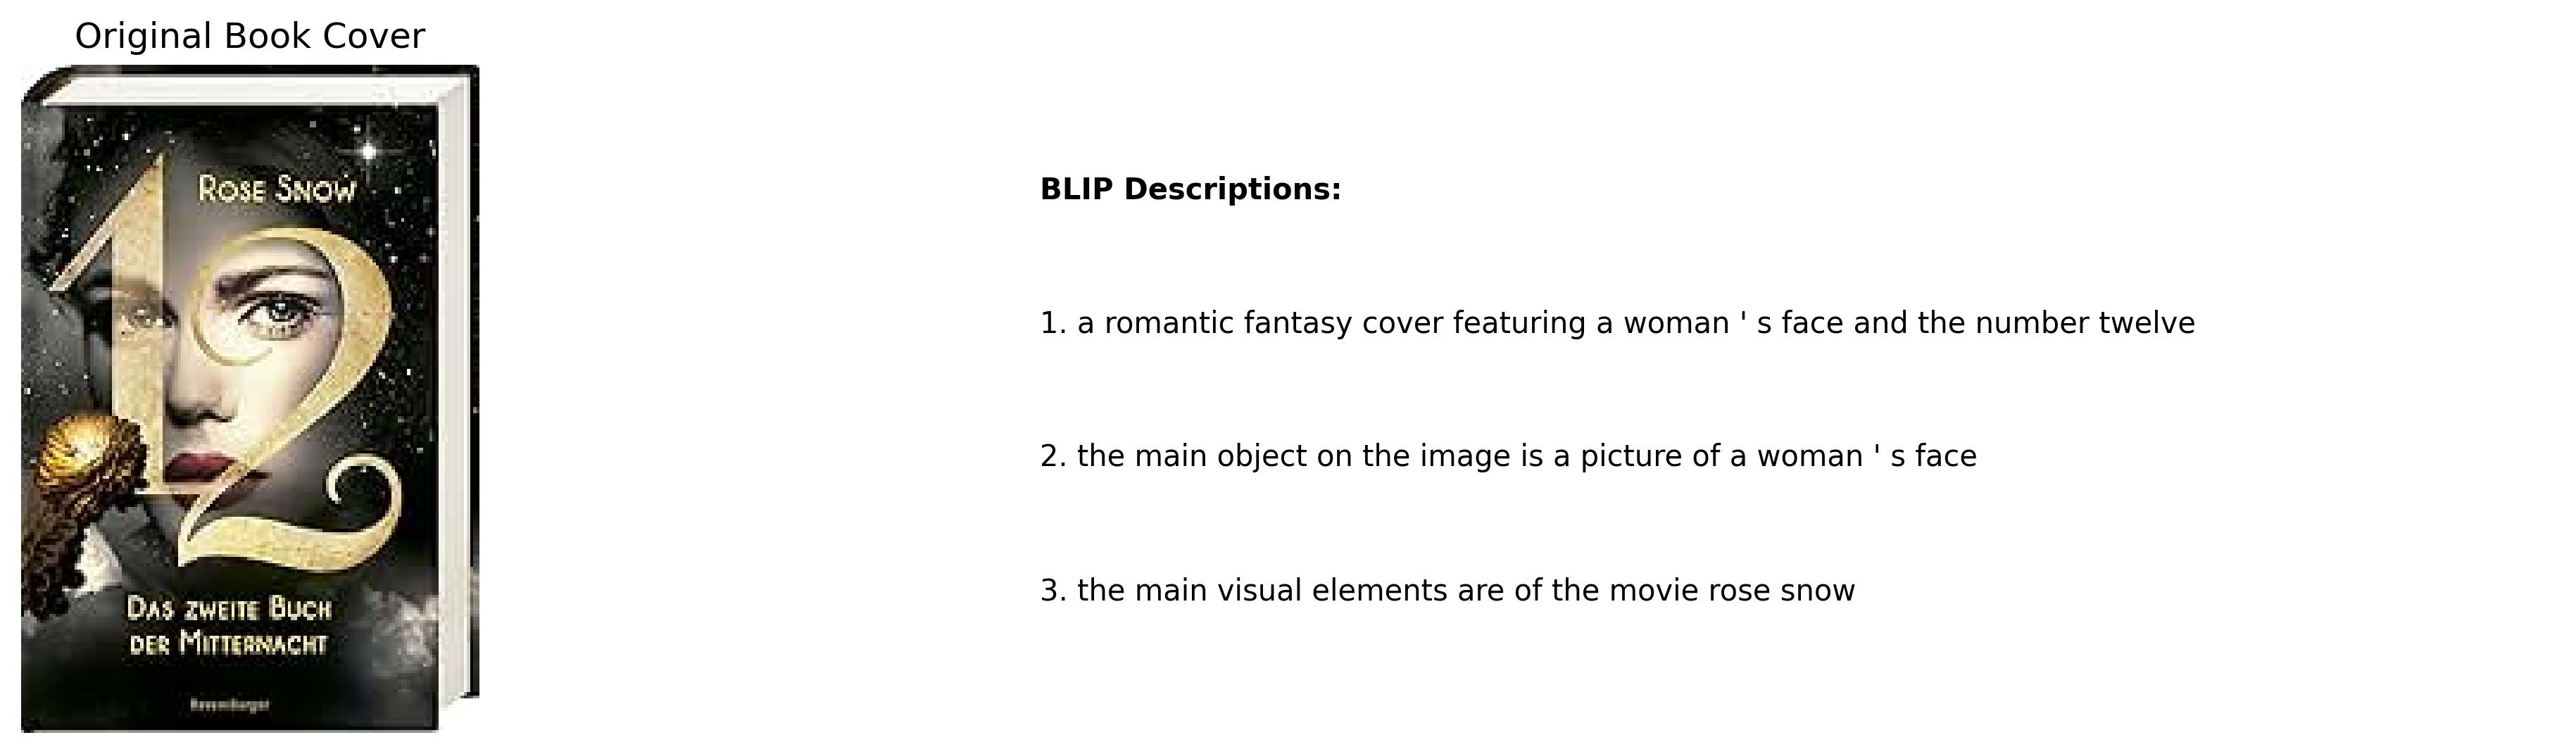 Original Book Cover
ROSE SNOW
12
DAS ZWEITE BUCH
DER MITTERNACHT
Ravensburger
BLIP Descriptions:
1. a romantic fantasy cover featuring a woman ' s face and the number twelve
2. the main object on the image is a picture of a woman ' s face
3. the main visual elements are of the movie rose snow